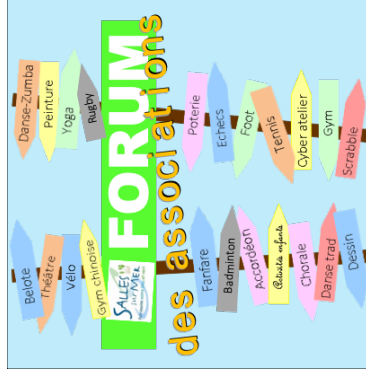 Belote
Théâtre
Vélo
Gym chinoise
Danse-Zumba
Peinture
Yoga
Rugby
SALLES
sur MER
FORUM
des associations
Fanfare
Badminton
Accordéon
Activités enfants
Chorale
Danse trad
Dessin
Poterie
Echecs
Foot
Tennis
Cyber atelier
Gym
Scrabble